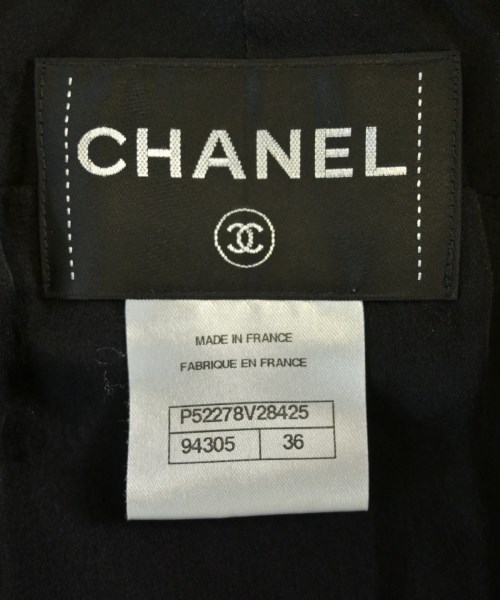 CHANEL
MADE IN FRANCE
FABRIQUE EN FRANCE
P52278V28425
94305 36